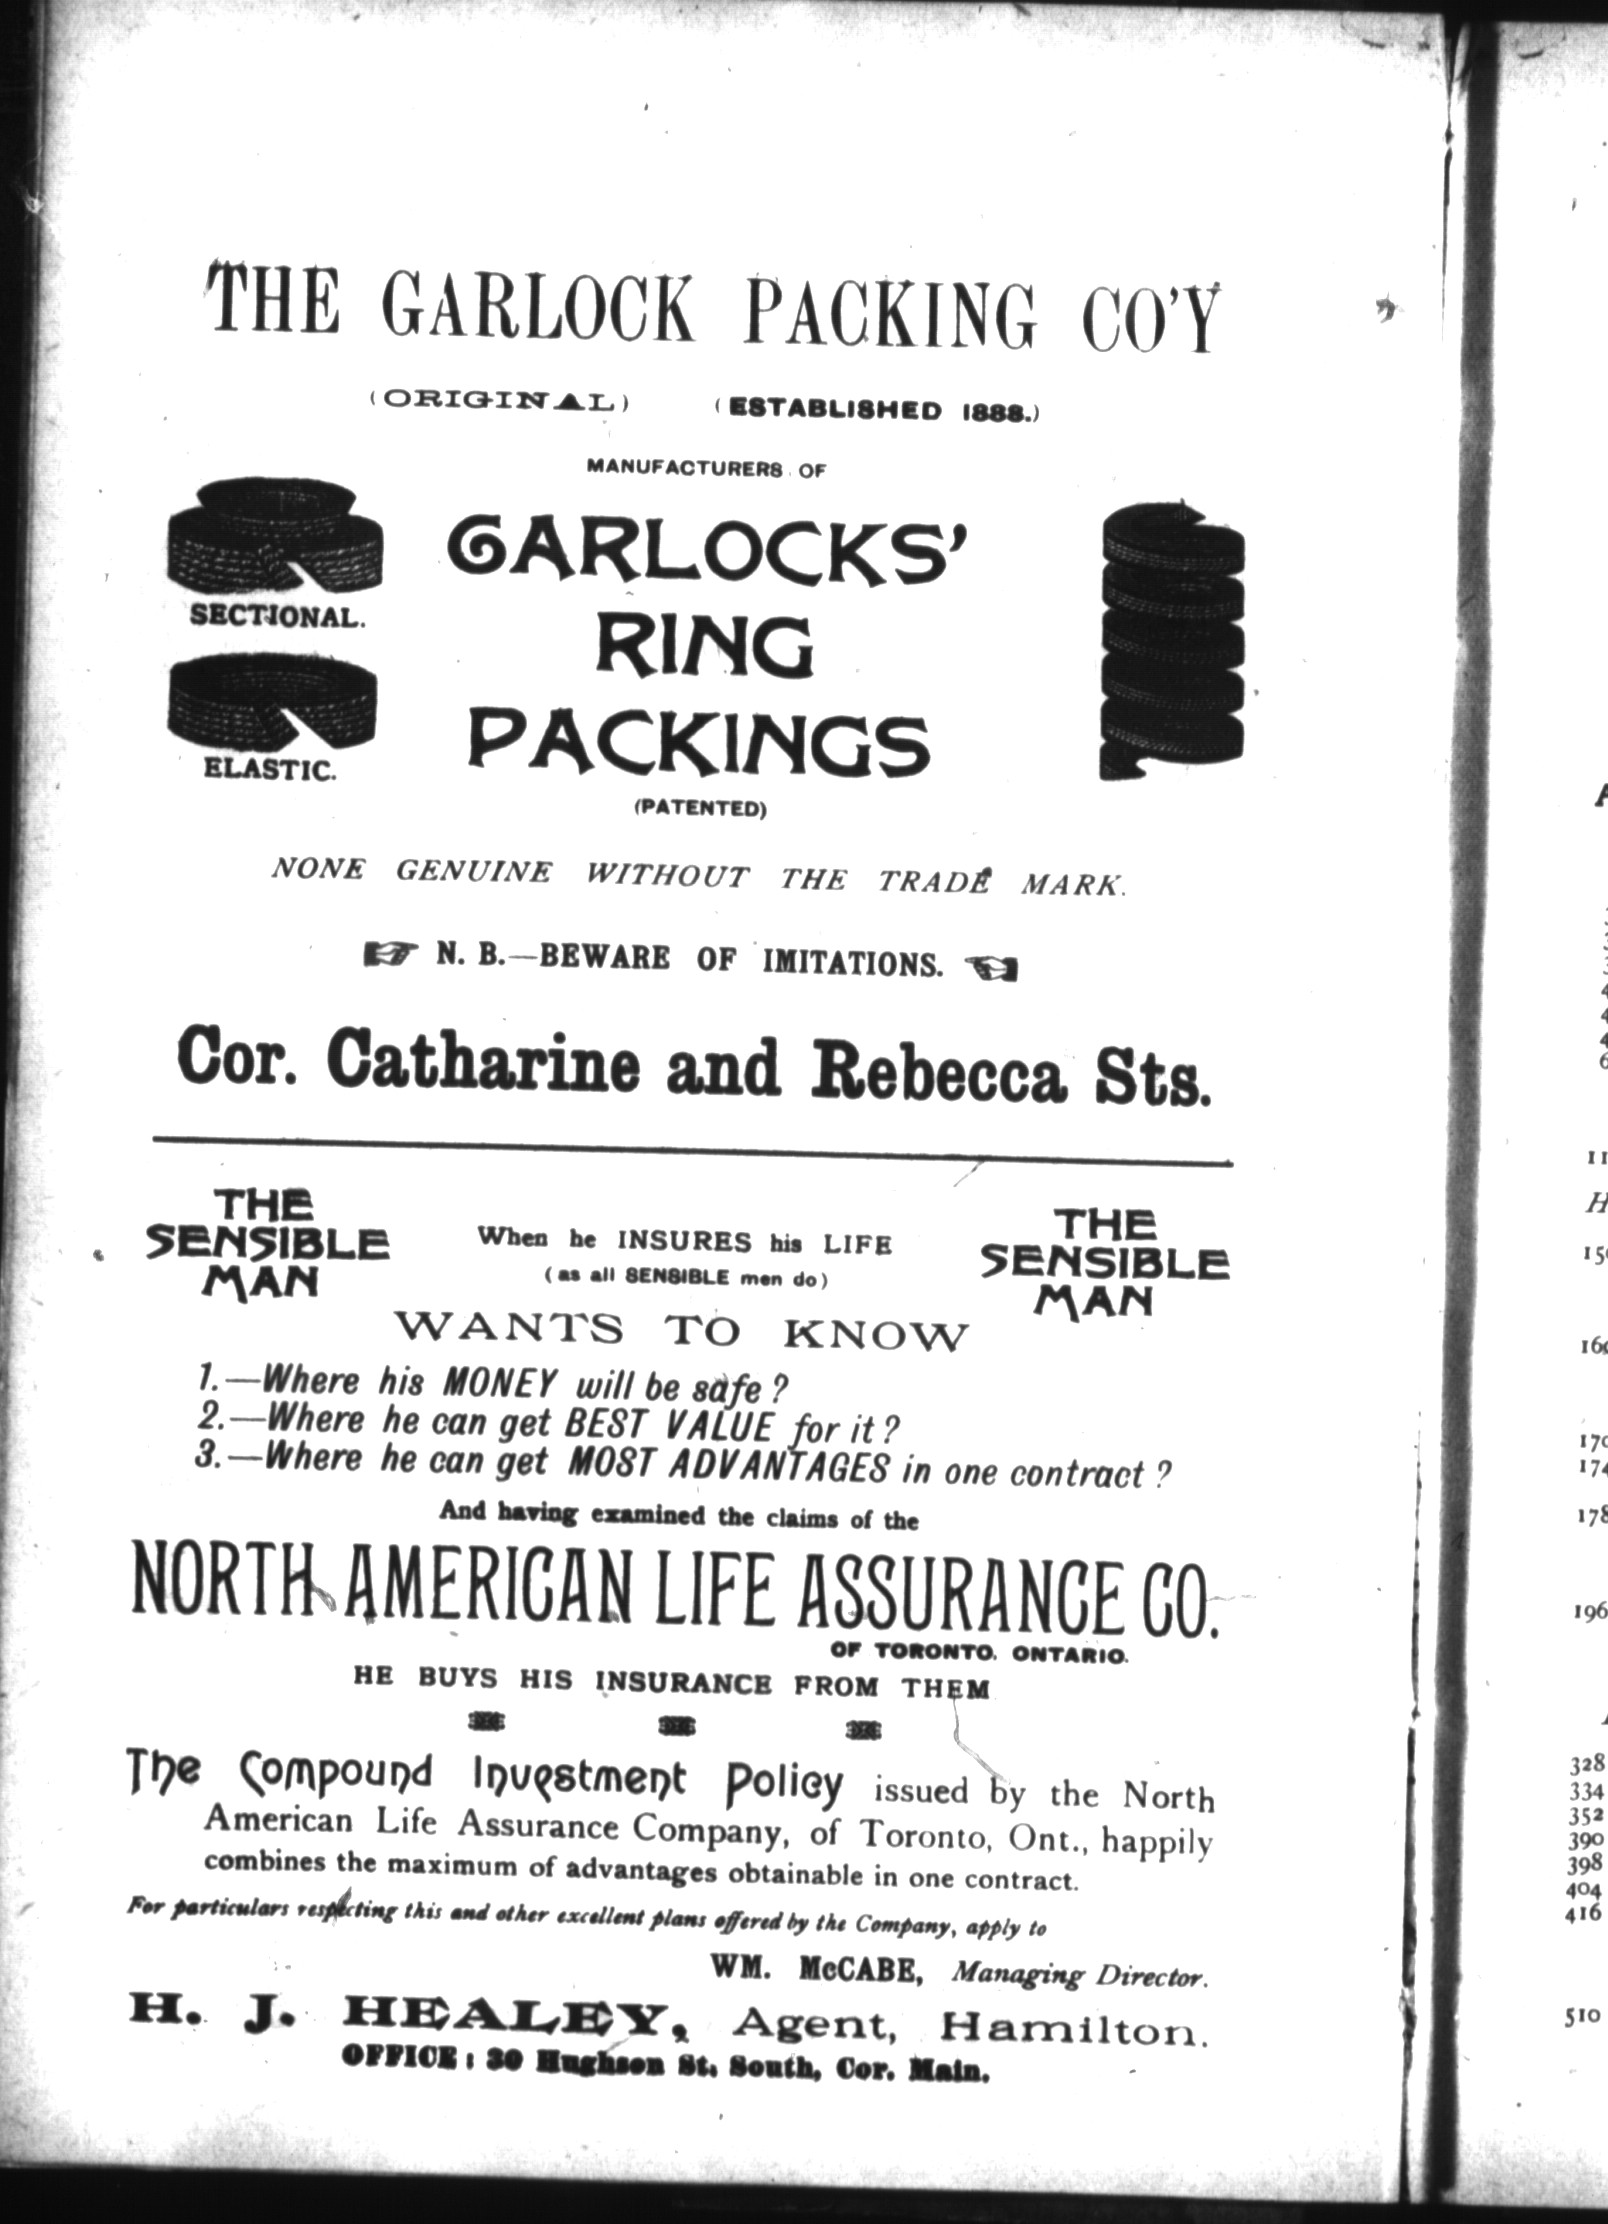 THE GARLOCK PACKING CO'Y
(ORIGINAL) (ESTABLISHED 1888.)
MANUFACTURERS OF
GARLOCKS'
RING
PACKINGS
(PATENTED)
SECTIONAL.
ELASTIC.
NONE GENUINE WITHOUT THE TRADE MARK.
☞ N. B.—BEWARE OF IMITATIONS. ☜
Cor. Catharine and Rebecca Sts.
THE
SENSIBLE
MAN
When he INSURES his LIFE
(as all SENSIBLE men do)
THE
SENSIBLE
MAN
WANTS TO KNOW
1.—Where his MONEY will be safe?
2.—Where he can get BEST VALUE for it?
3.—Where he can get MOST ADVANTAGES in one contract?
And having examined the claims of the
NORTH AMERICAN LIFE ASSURANCE CO.
OF TORONTO, ONTARIO.
HE BUYS HIS INSURANCE FROM THEM
The Compound Investment Policy issued by the North
American Life Assurance Company, of Toronto, Ont., happily
combines the maximum of advantages obtainable in one contract.
For particulars respecting this and other excellent plans offered by the Company, apply to
WM. McCABE, Managing Director.
H. J. HEALEY, Agent, Hamilton.
OFFICE: 30 Hughson St. South, Cor. Main.
178
196
328
334
352
390
398
404
416
510